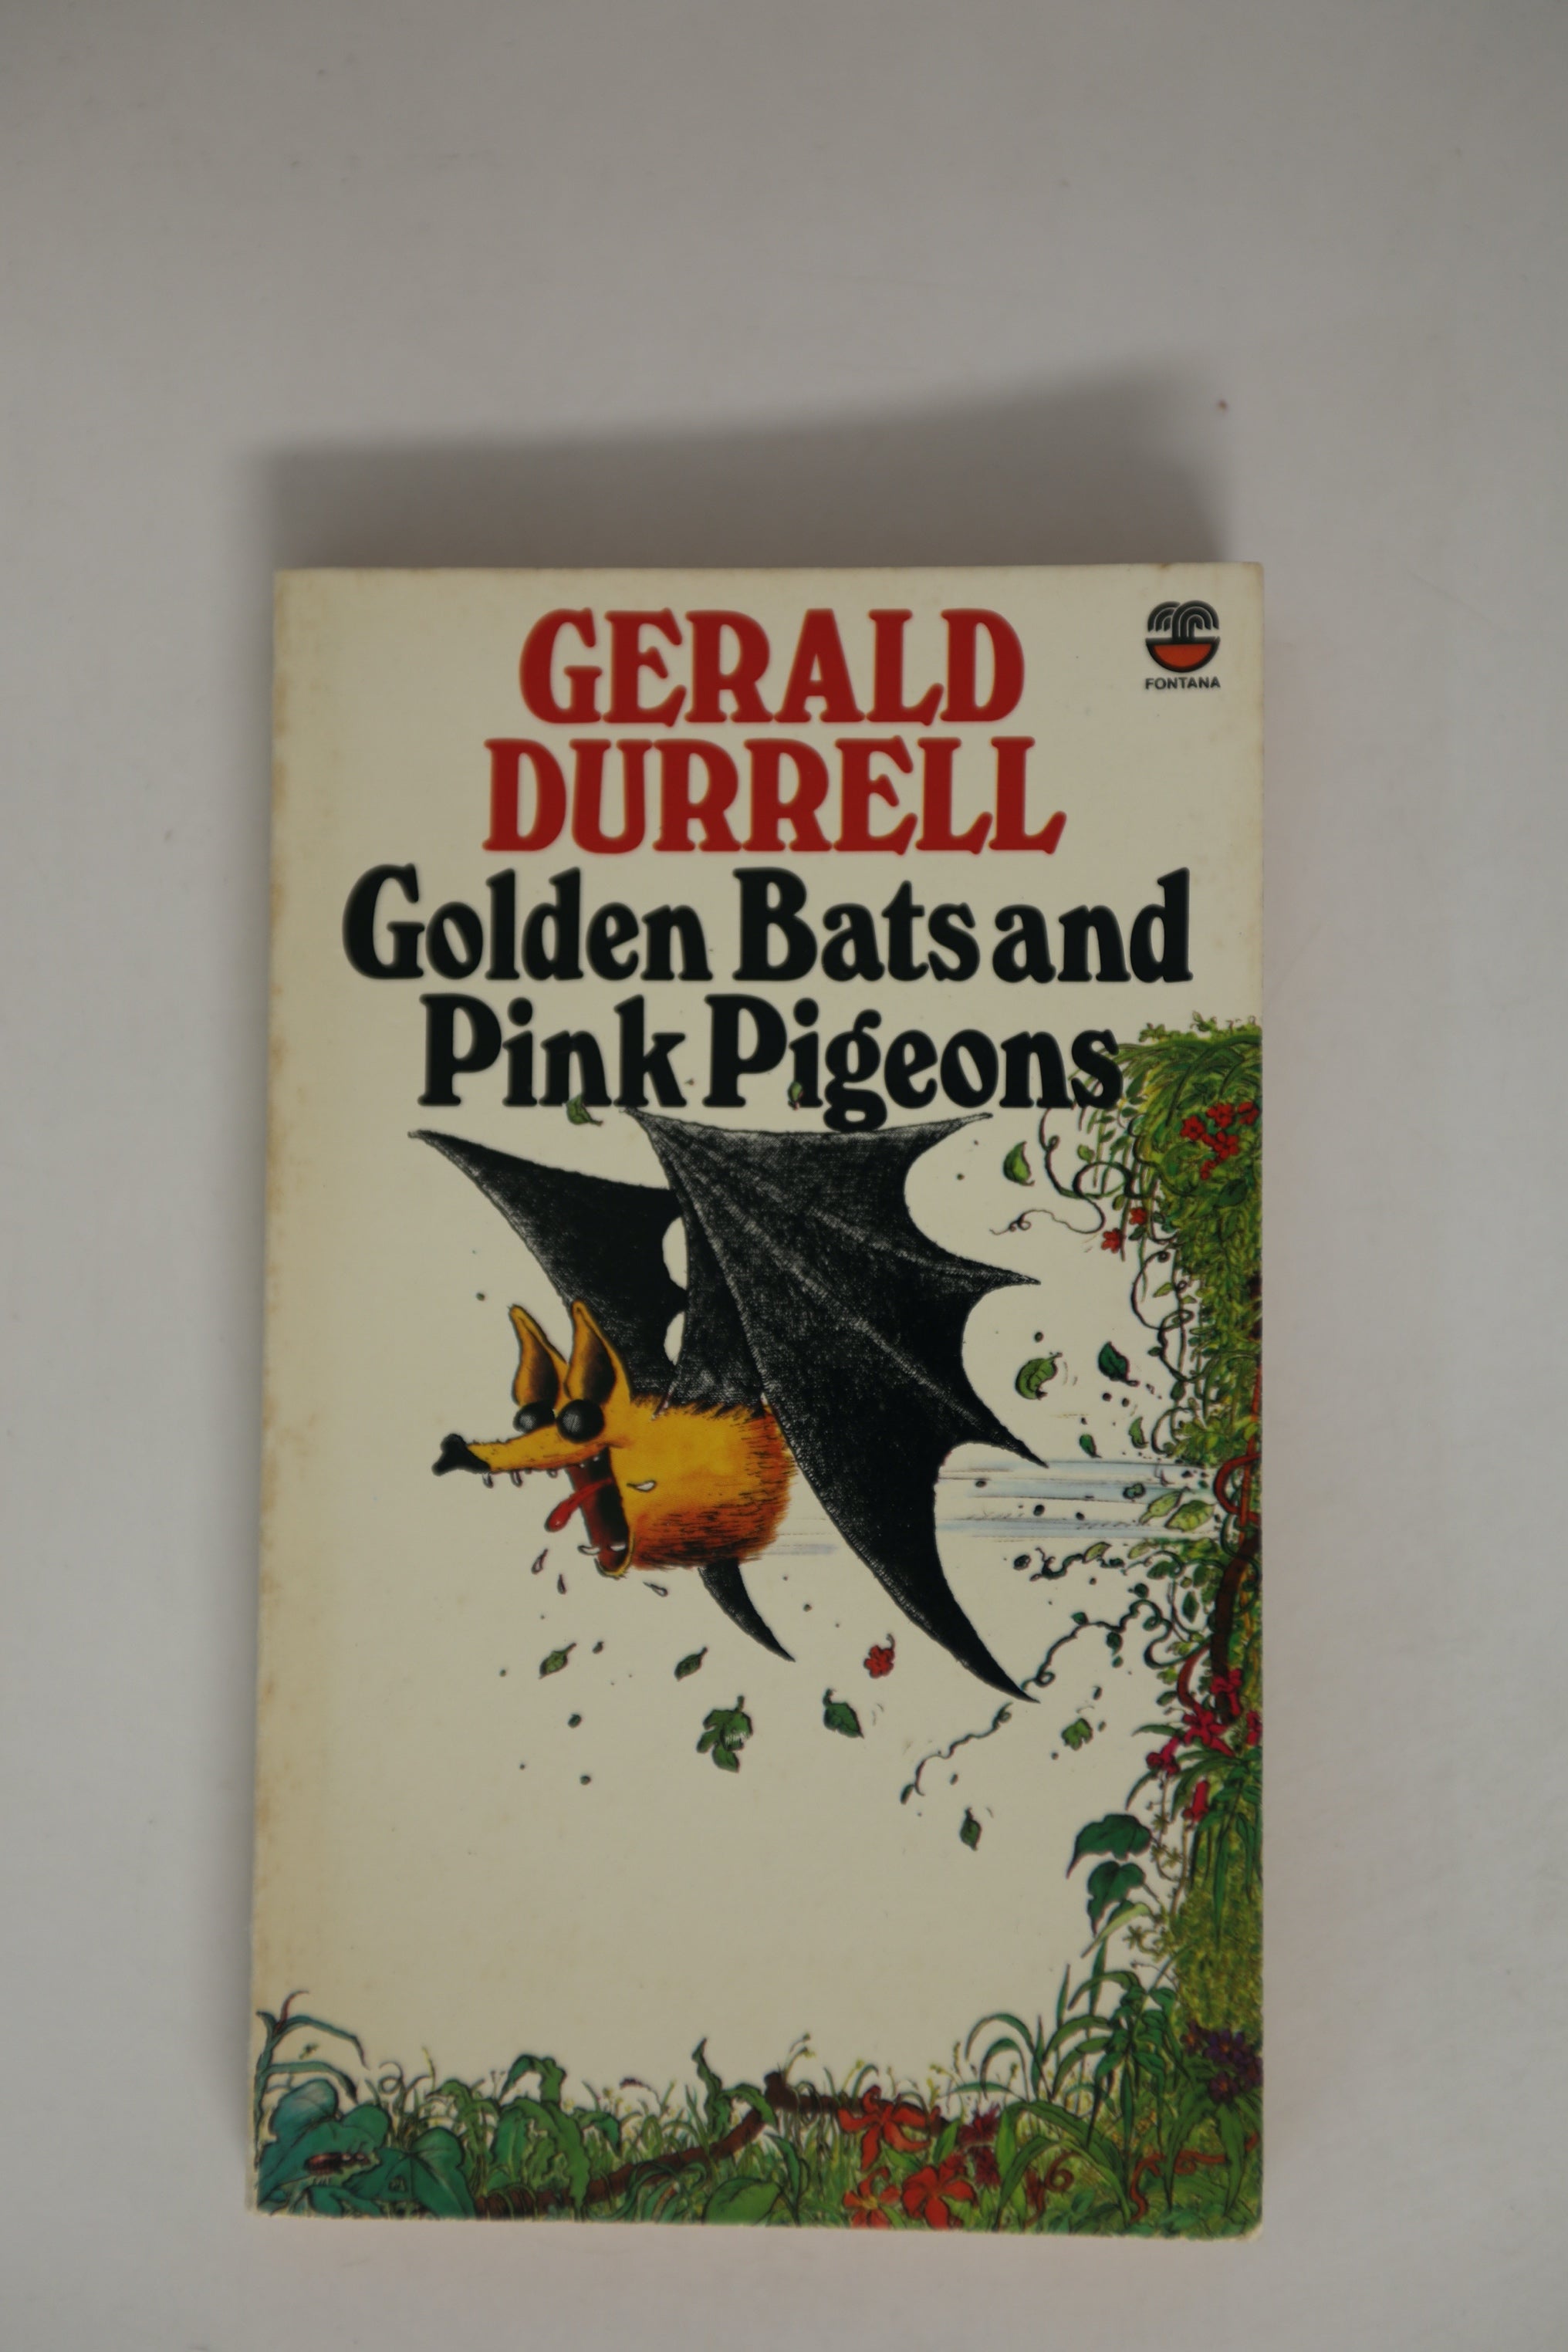 GERALD
FONTANA
DURRELL
Golden Bats and
Pink Pigeons